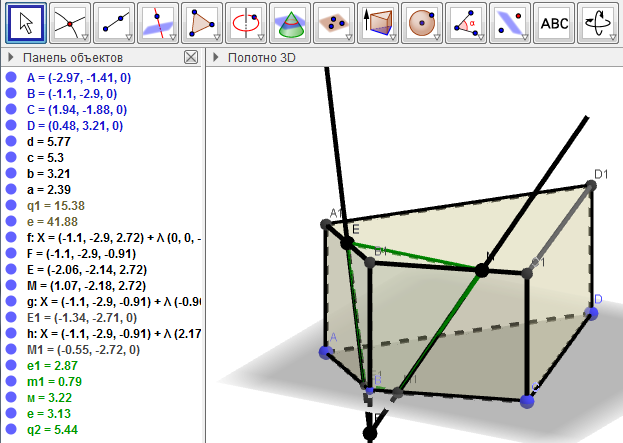 ABC
Панель объектов
Полотно 3D
A = (-2.97, -1.41, 0)
B = (-1.1, -2.9, 0)
C = (1.94, -1.88, 0)
D = (0.48, 3.21, 0)
d = 5.77
c = 5.3
b = 3.21
a = 2.39
q1 = 15.38
e = 41.88
f: X = (-1.1, -2.9, 2.72) + λ (0, 0, -
F = (-1.1, -2.9, -0.91)
E = (-2.06, -2.14, 2.72)
M = (1.07, -2.18, 2.72)
g: X = (-1.1, -2.9, -0.91) + λ (-0.9
E1 = (-1.34, -2.71, 0)
h: X = (-1.1, -2.9, -0.91) + λ (2.17
M1 = (-0.55, -2.72, 0)
e1 = 2.87
m1 = 0.79
м = 3.22
e = 3.13
q2 = 5.44
D1
A1
E
D
A